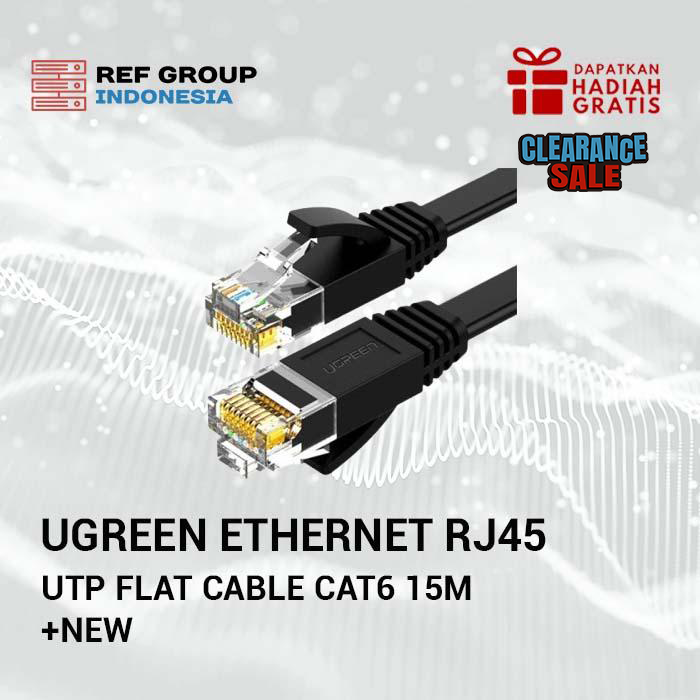 REF GROUP
INDONESIA
DAPATKAN
HADIAH
GRATIS
CLEARANCE
SALE
UGREEN
UGREEN ETHERNET RJ45
UTP FLAT CABLE CAT6 15M
+NEW